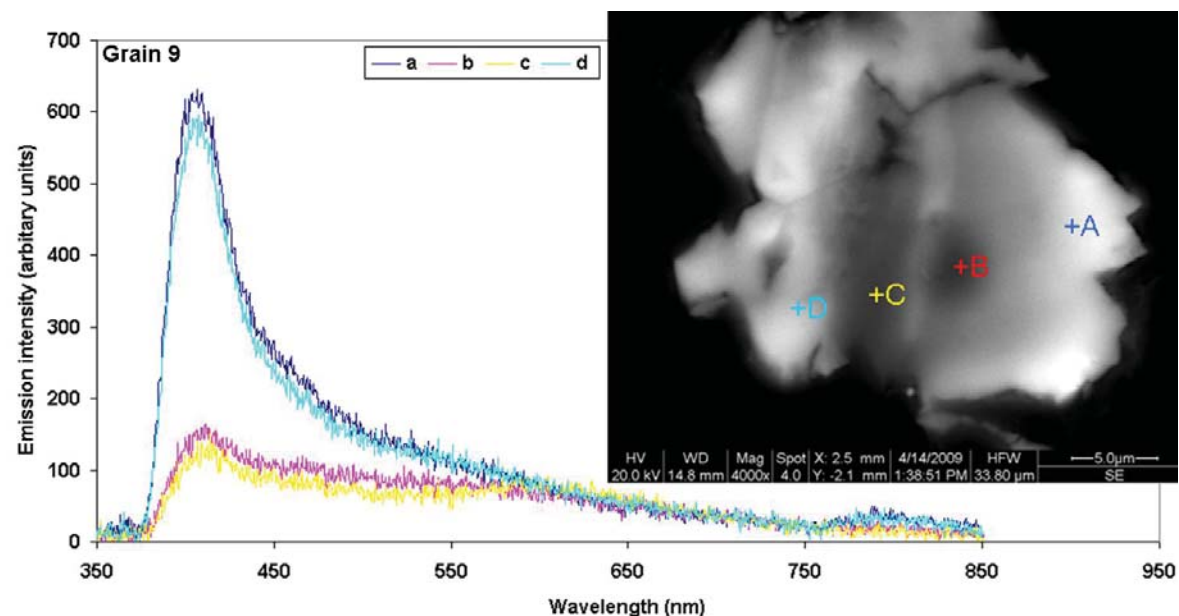 Grain 9
a b c d
700
600
500
400
300
200
100
0
350 450 550 650 750 850 950
Emission intensity (arbitary units)
Wavelength (nm)
+A
+B
+C
+D
HV WD Mag Spot X: 2.5 mm 4/14/2009 HFW 5.0µm
20.0 kV 14.8 mm 4000x 4.0 Y: -2.1 mm 1:38:51 PM 33.80 µm SE